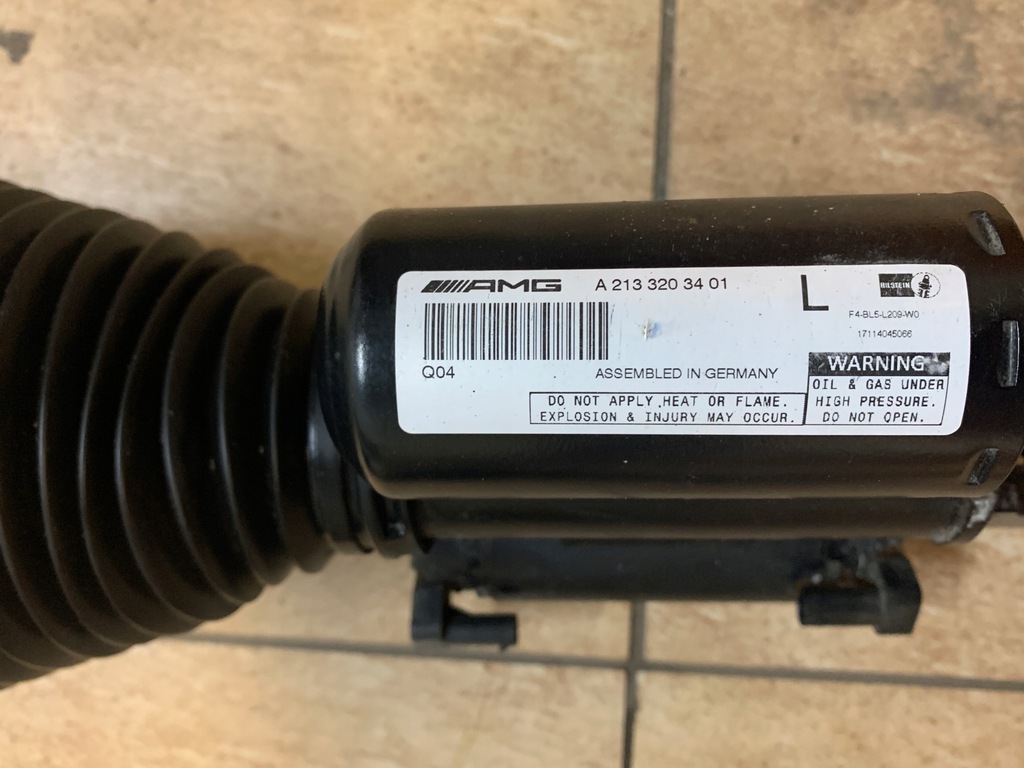 AMG A 213 320 34 01 L BILSTEIN
F4-BL5-L209-W0
17114045066
Q04 ASSEMBLED IN GERMANY
DO NOT APPLY HEAT OR FLAME.
EXPLOSION & INJURY MAY OCCUR.
WARNING
OIL & GAS UNDER
HIGH PRESSURE.
DO NOT OPEN.